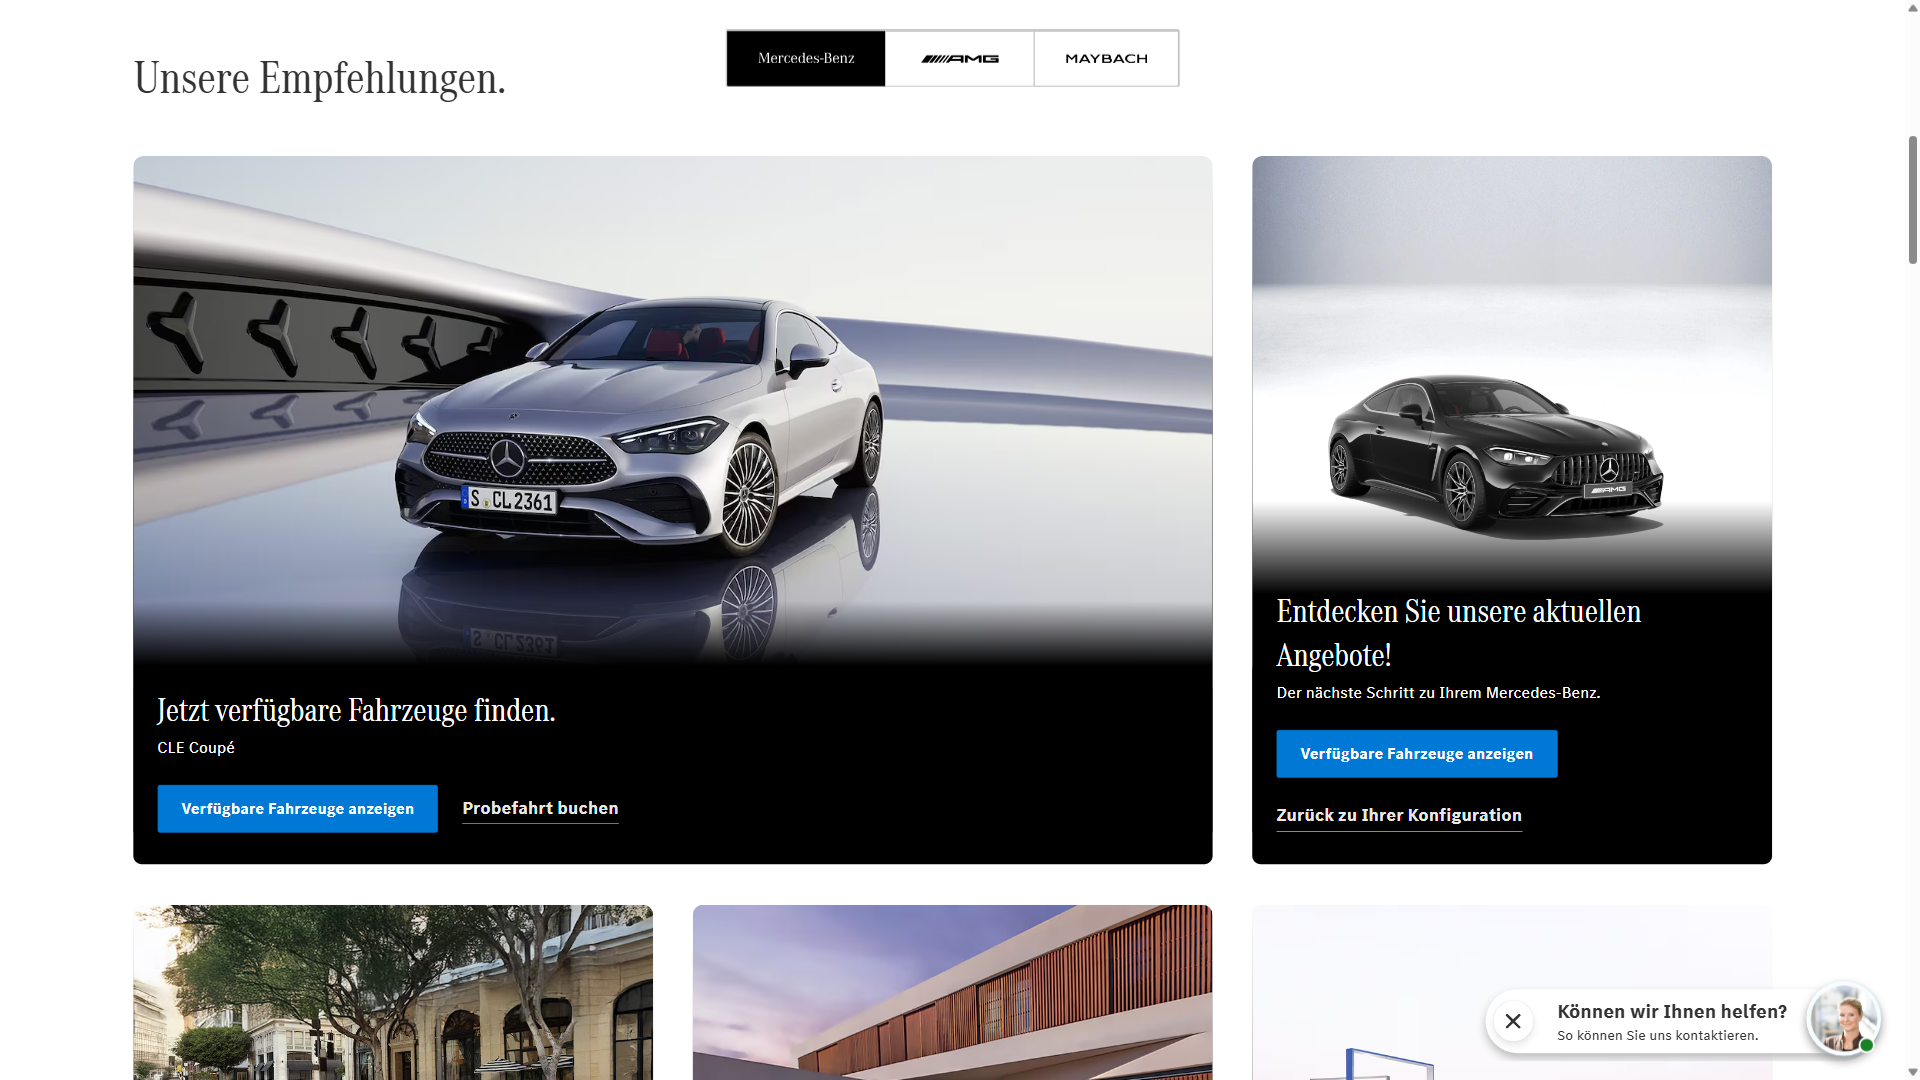 Mercedes-Benz
AMG
MAYBACH
Unsere Empfehlungen.
S CL 2361
AMG
Jetzt verfügbare Fahrzeuge finden.
CLE Coupé
Verfügbare Fahrzeuge anzeigen
Probefahrt buchen
Entdecken Sie unsere aktuellen
Angebote!
Der nächste Schritt zu Ihrem Mercedes-Benz.
Verfügbare Fahrzeuge anzeigen
Zurück zu Ihrer Konfiguration
Können wir Ihnen helfen?
So können Sie uns kontaktieren.